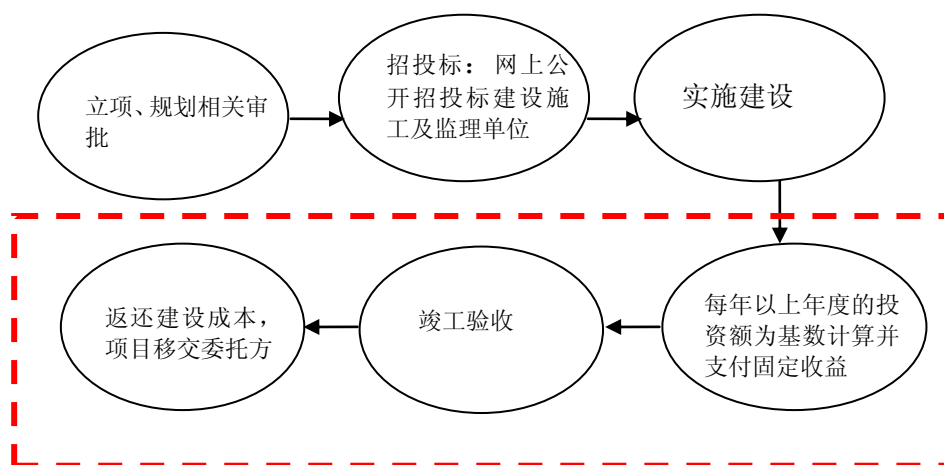 立项、规划相关审
批
招投标： 网上公
开招投标建设施
工及监理单位
实施建设
每年以上年度的投
资额为基数计算并
支付固定收益
竣工验收
返还建设成本，
项目移交委托方